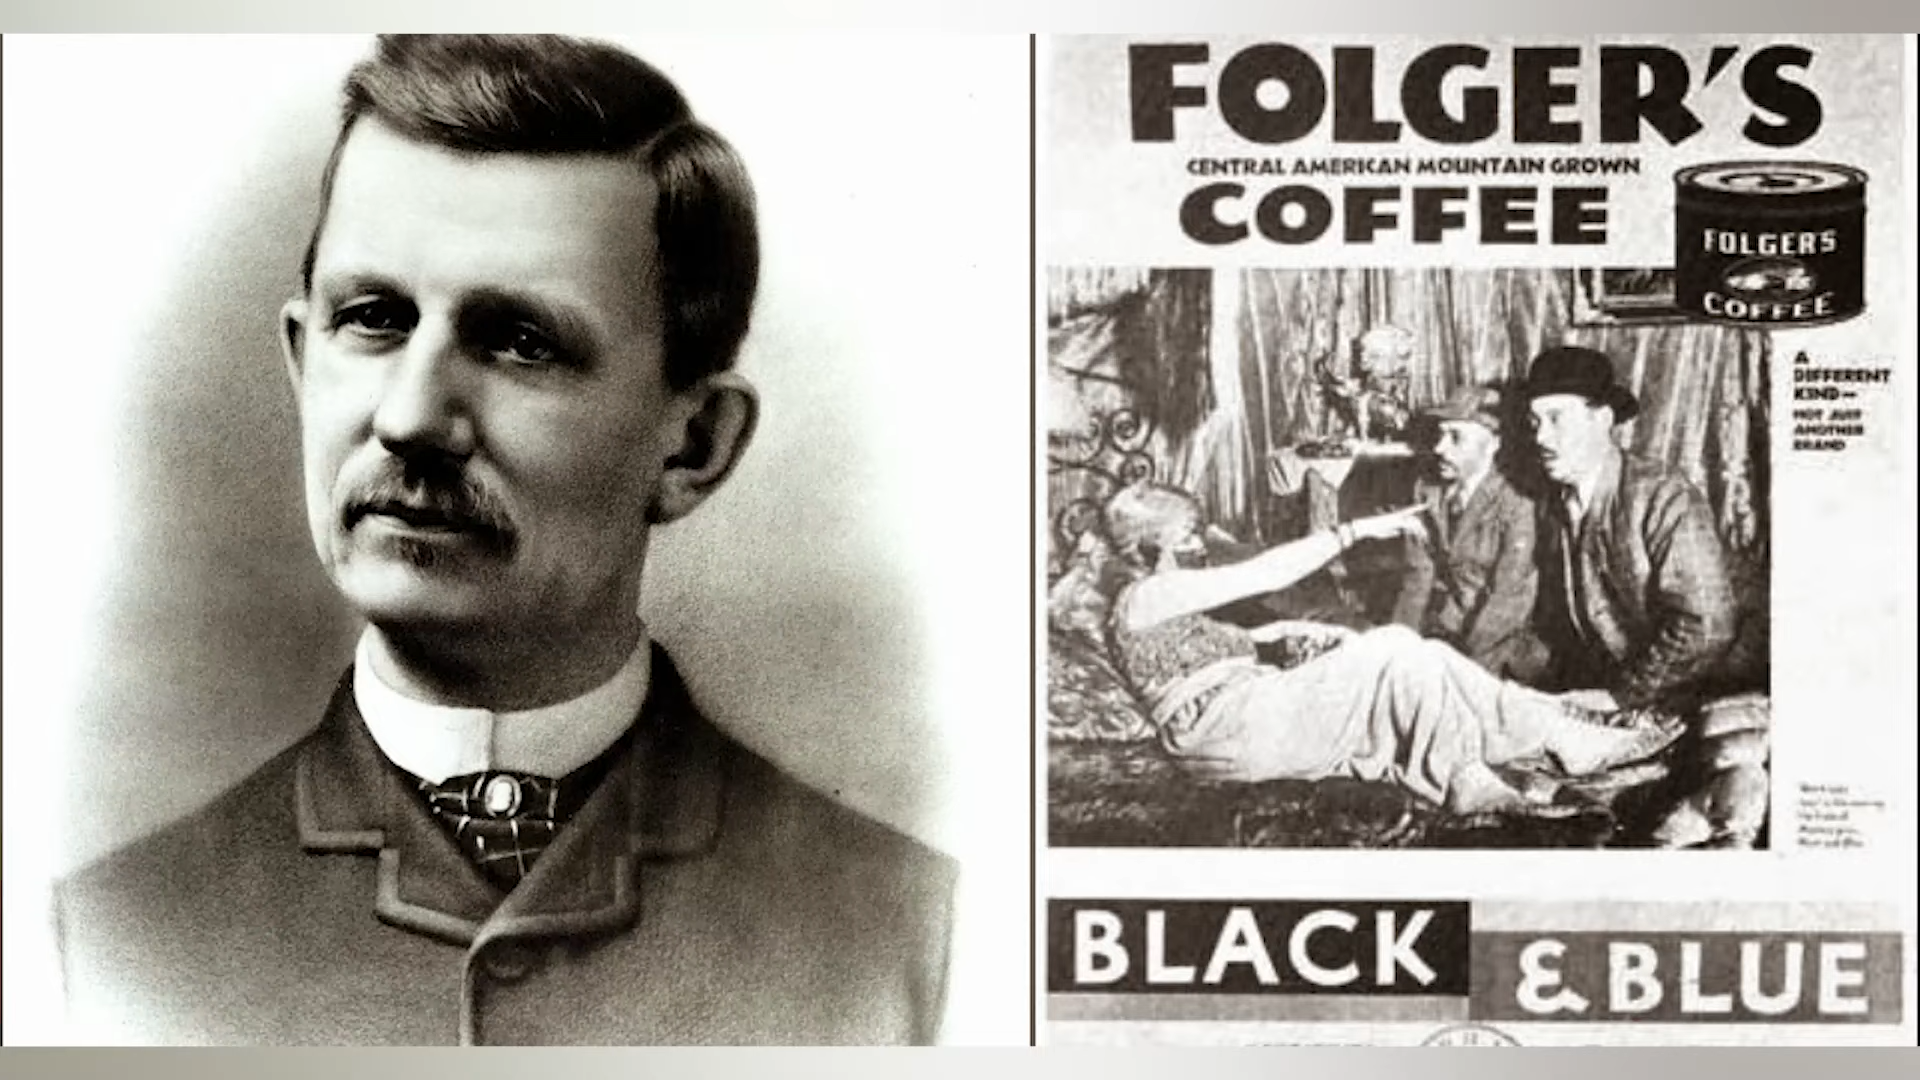 FOLGER'S
CENTRAL AMERICAN MOUNTAIN GROWN
COFFEE
FOLGER'S
COFFEE
A
DIFFERENT
KIND—
NOT JUST
ANOTHER
BRAND
BLACK & BLUE